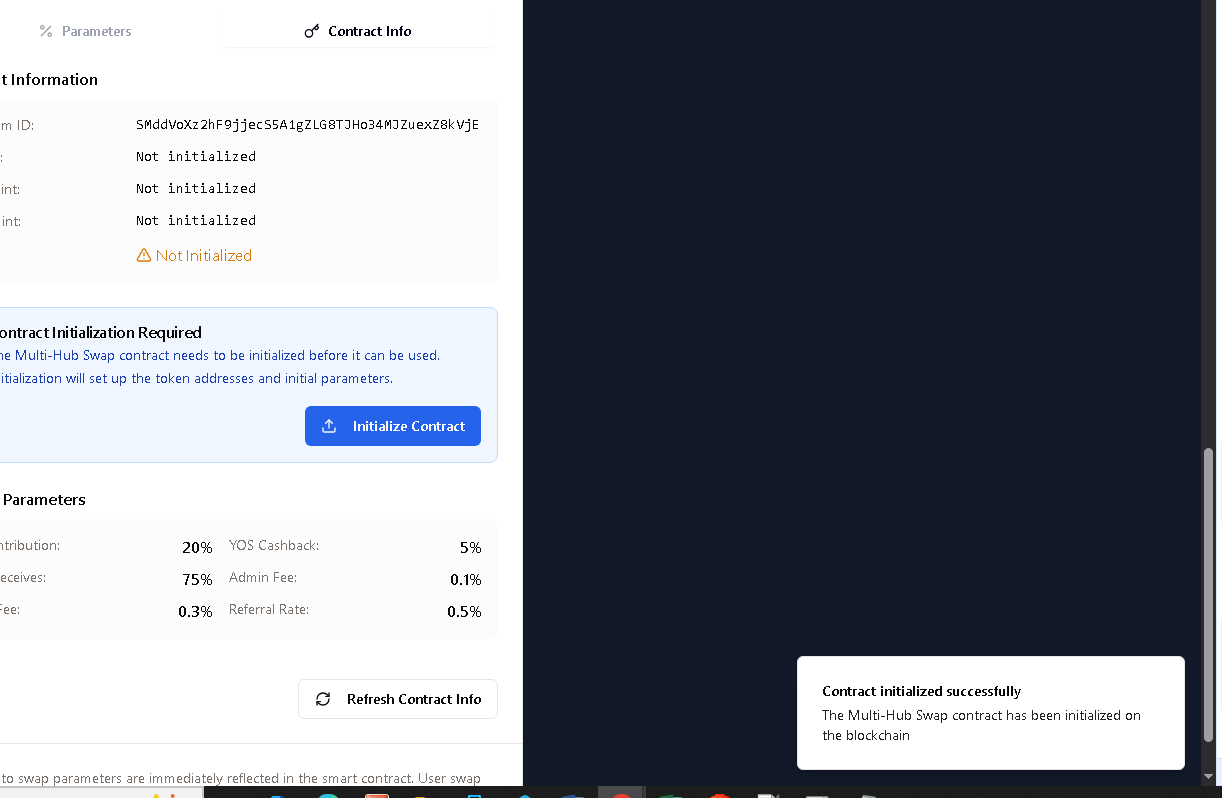 Parameters
Contract Info
t Information
m ID:
SMddVoXz2hF9jjecS5A1gZLG8TJHo34MJZuexZ8kVjE
:
Not initialized
int:
Not initialized
int:
Not initialized
Not Initialized
ontract Initialization Required
he Multi-Hub Swap contract needs to be initialized before it can be used.
itialization will set up the token addresses and initial parameters.
Initialize Contract
Parameters
ntribution:
20%
YOS Cashback:
5%
eceives:
75%
Admin Fee:
0.1%
Fee:
0.3%
Referral Rate:
0.5%
Refresh Contract Info
to swap parameters are immediately reflected in the smart contract. User swap
Contract initialized successfully
The Multi-Hub Swap contract has been initialized on
the blockchain